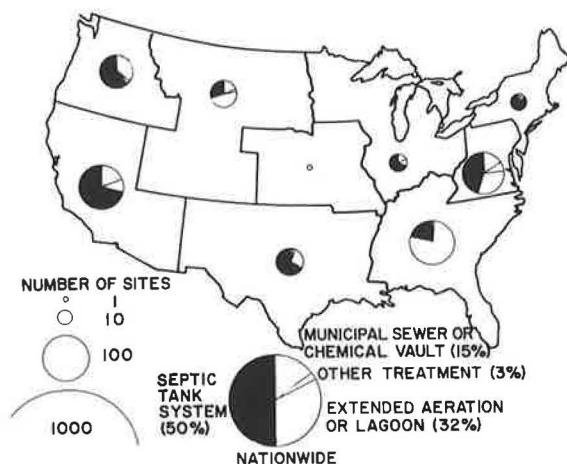 NUMBER OF SITES
1
10
100
1000
MUNICIPAL SEWER OR
CHEMICAL VAULT (15%)
OTHER TREATMENT (3%)
SEPTIC
TANK
SYSTEM
(50%)
EXTENDED AERATION
OR LAGOON (32%)
NATIONWIDE